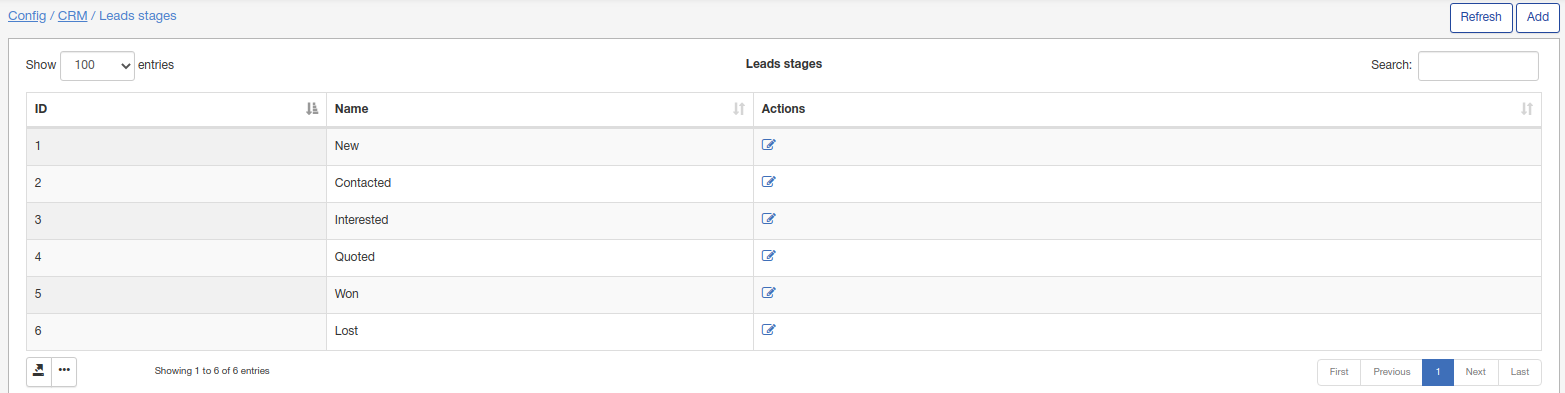 Config / CRM / Leads stages
Refresh
Add
Show 100 entries
Leads stages
Search:
ID Name Actions
1 New
2 Contacted
3 Interested
4 Quoted
5 Won
6 Lost
Showing 1 to 6 of 6 entries
First Previous 1 Next Last